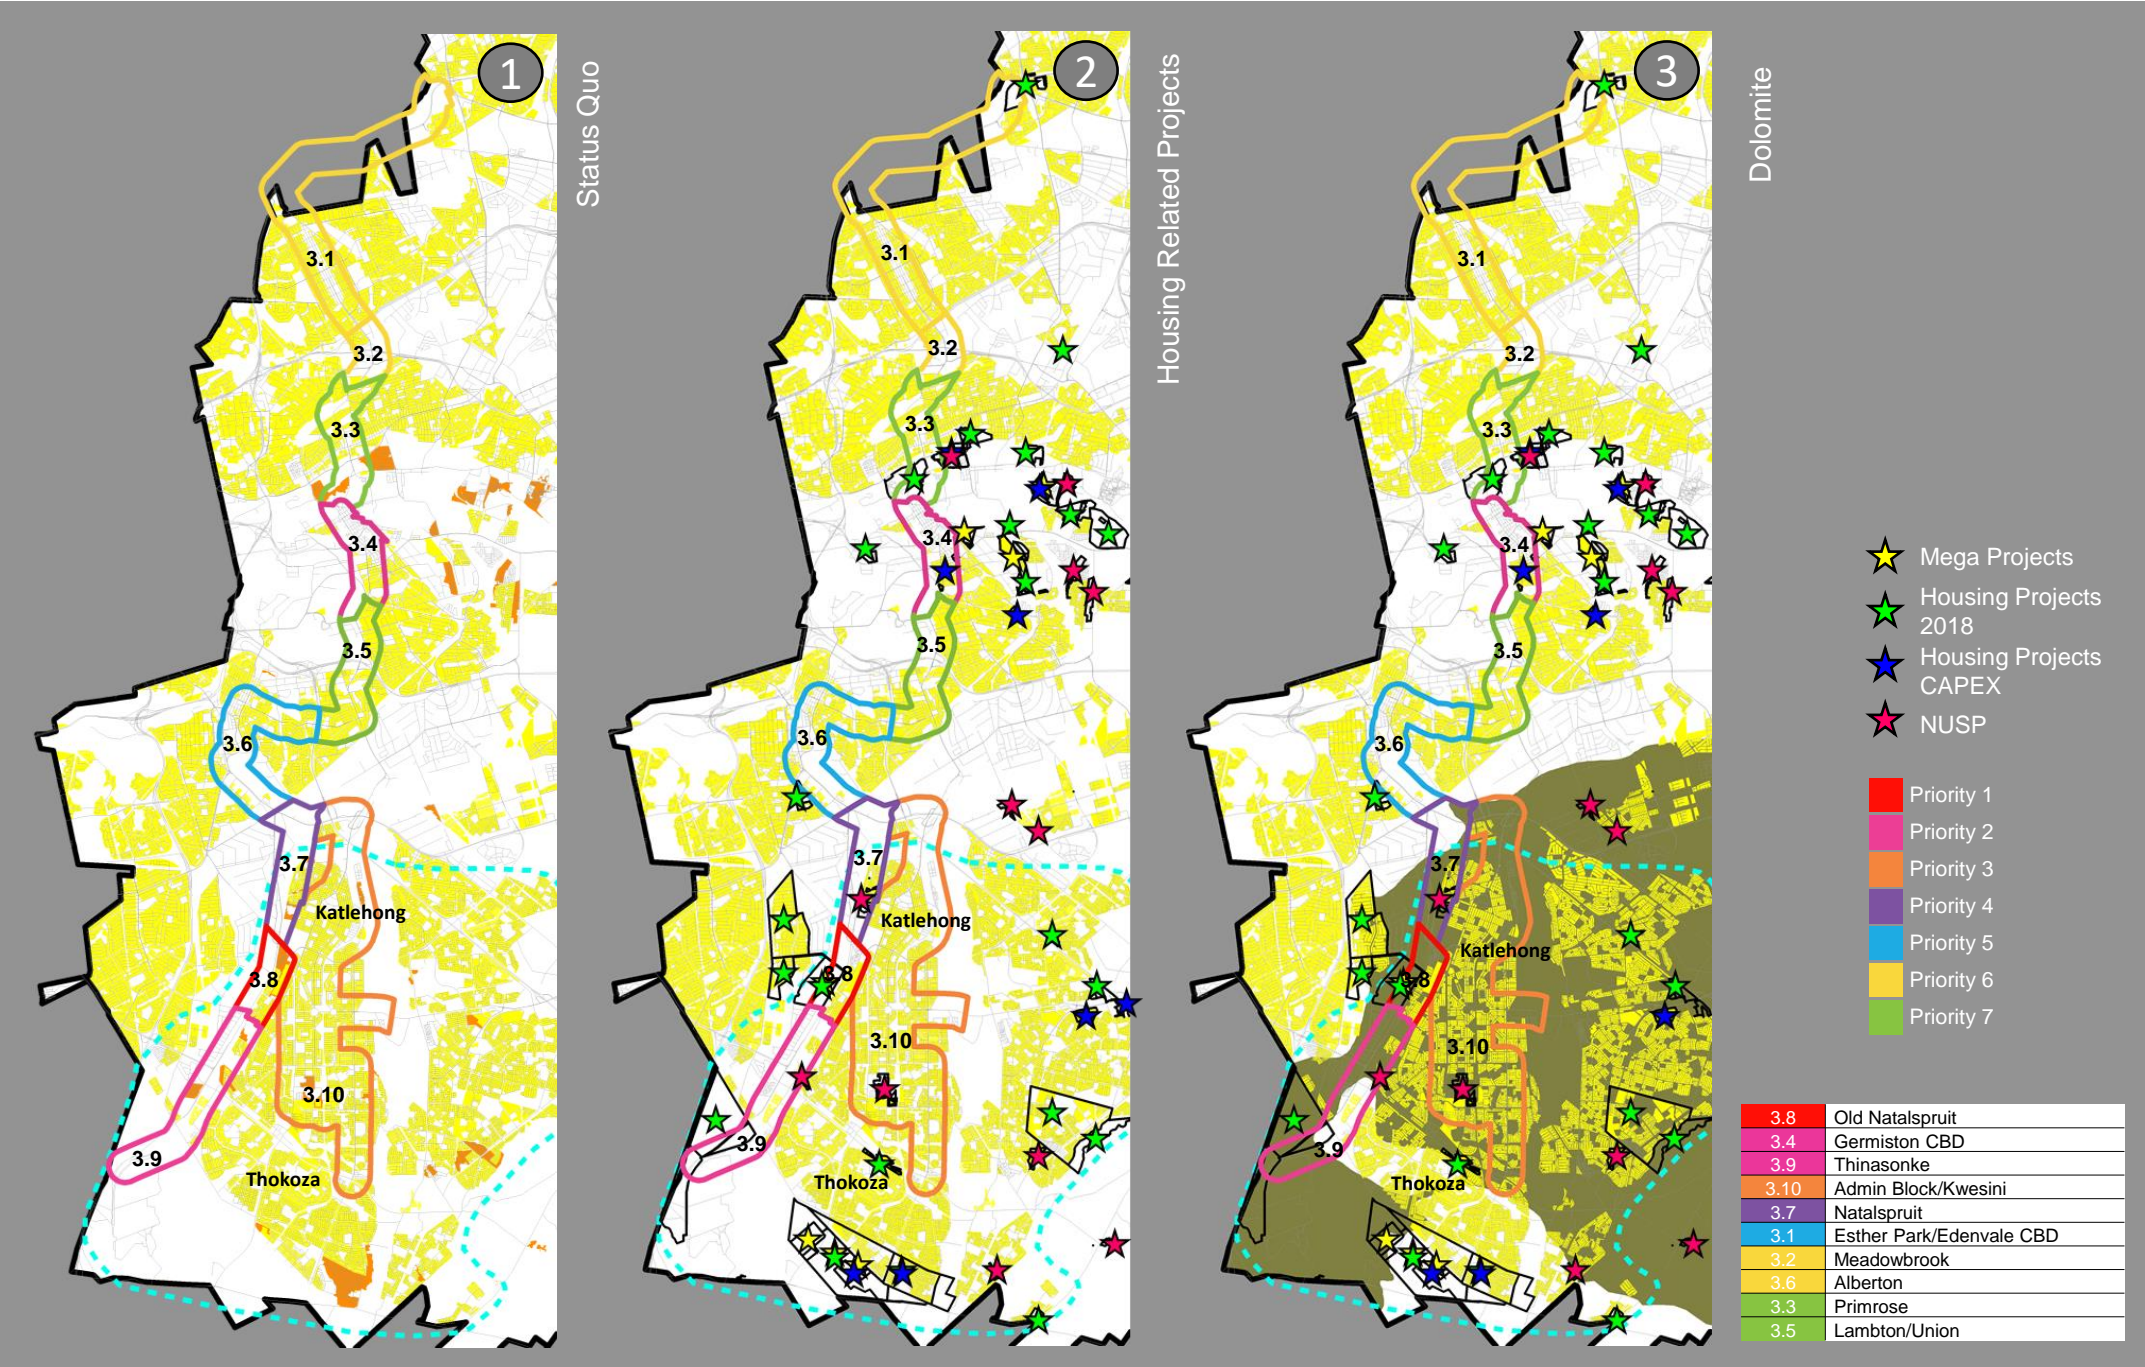 1
Status Quo
3.1
3.2
3.3
3.4
3.5
3.6
3.7
Katlehong
3.8
3.10
3.9
Thokoza
2
Housing Related Projects
3.1
3.2
3.3
3.4
3.5
3.6
3.7
Katlehong
3.8
3.10
3.9
Thokoza
3
Dolomite
3.1
3.2
3.3
3.4
3.5
3.6
3.7
Katlehong
3.8
3.10
3.9
Thokoza
Mega Projects
Housing Projects
2018
Housing Projects
CAPEX
NUSP
Priority 1
Priority 2
Priority 3
Priority 4
Priority 5
Priority 6
Priority 7
3.8 Old Natalspruit
3.4 Germiston CBD
3.9 Thinasonke
3.10 Admin Block/Kwesini
3.7 Natalspruit
3.1 Esther Park/Edenvale CBD
3.2 Meadowbrook
3.6 Alberton
3.3 Primrose
3.5 Lambton/Union